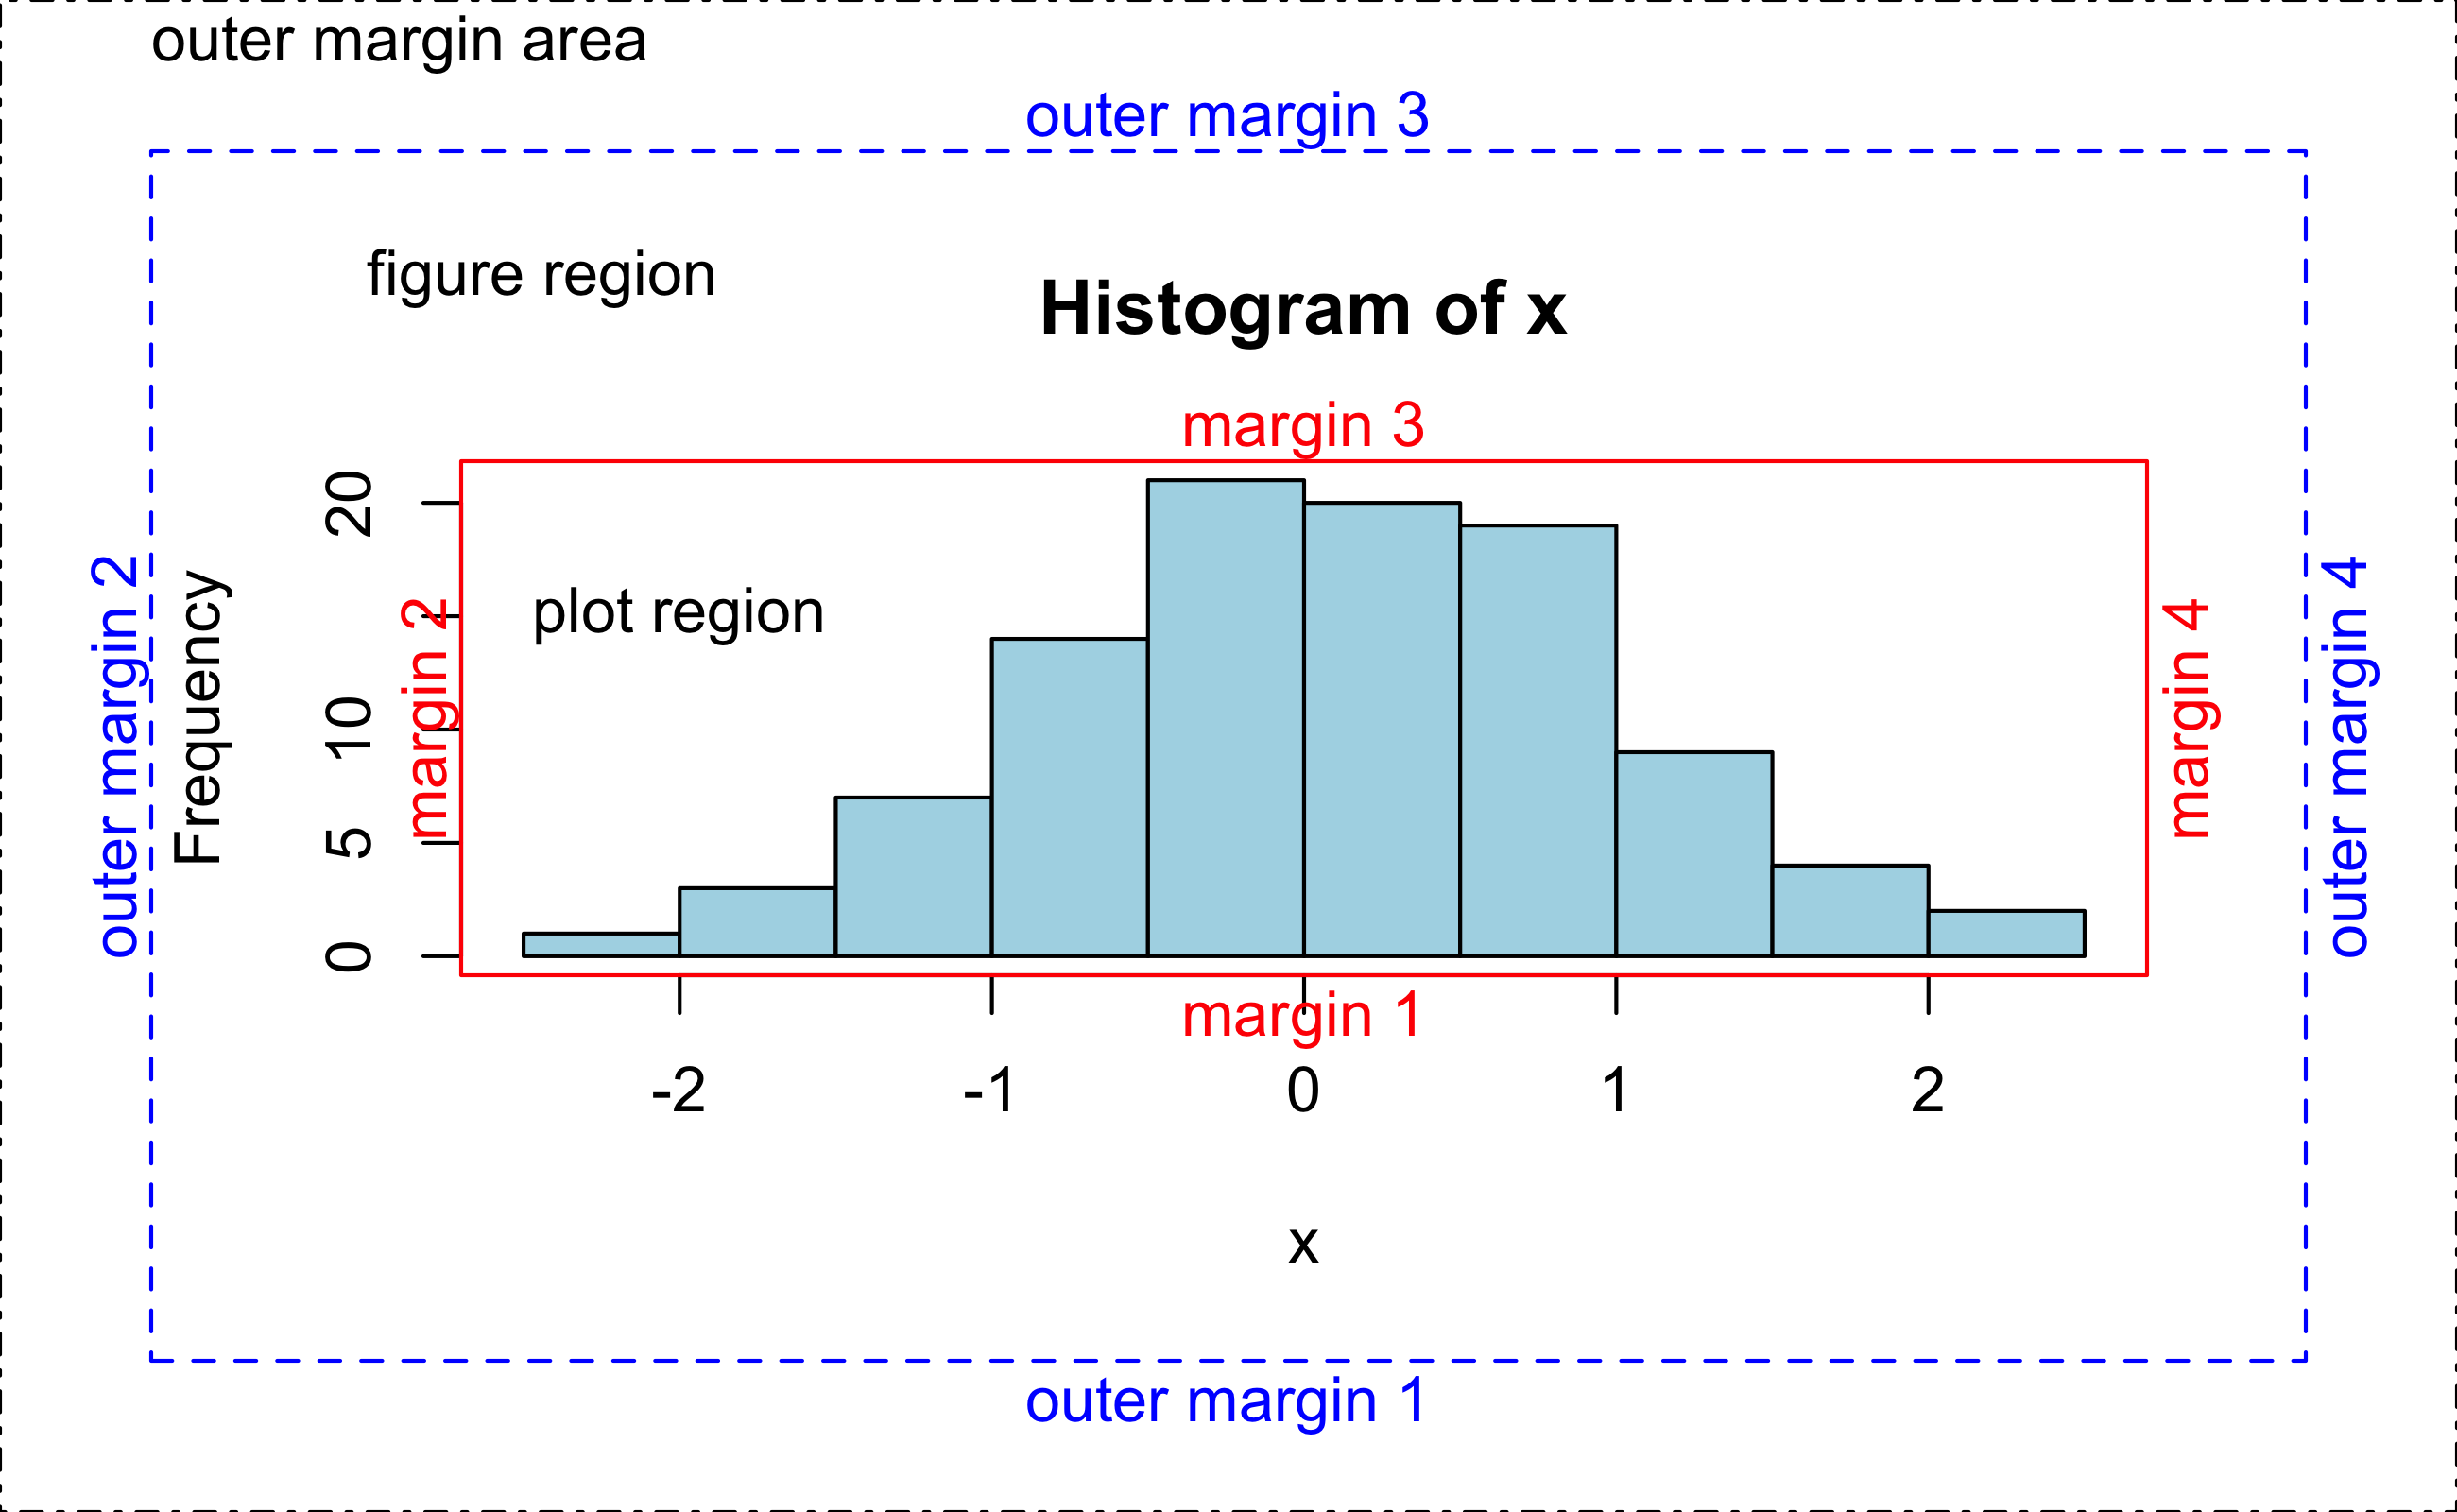 outer margin area
outer margin 3
figure region
Histogram of x
margin 3
outer margin 2
Frequency
20
10
5
0
margin 2
plot region
margin 4
outer margin 4
margin 1
-2 -1 0 1 2
x
outer margin 1